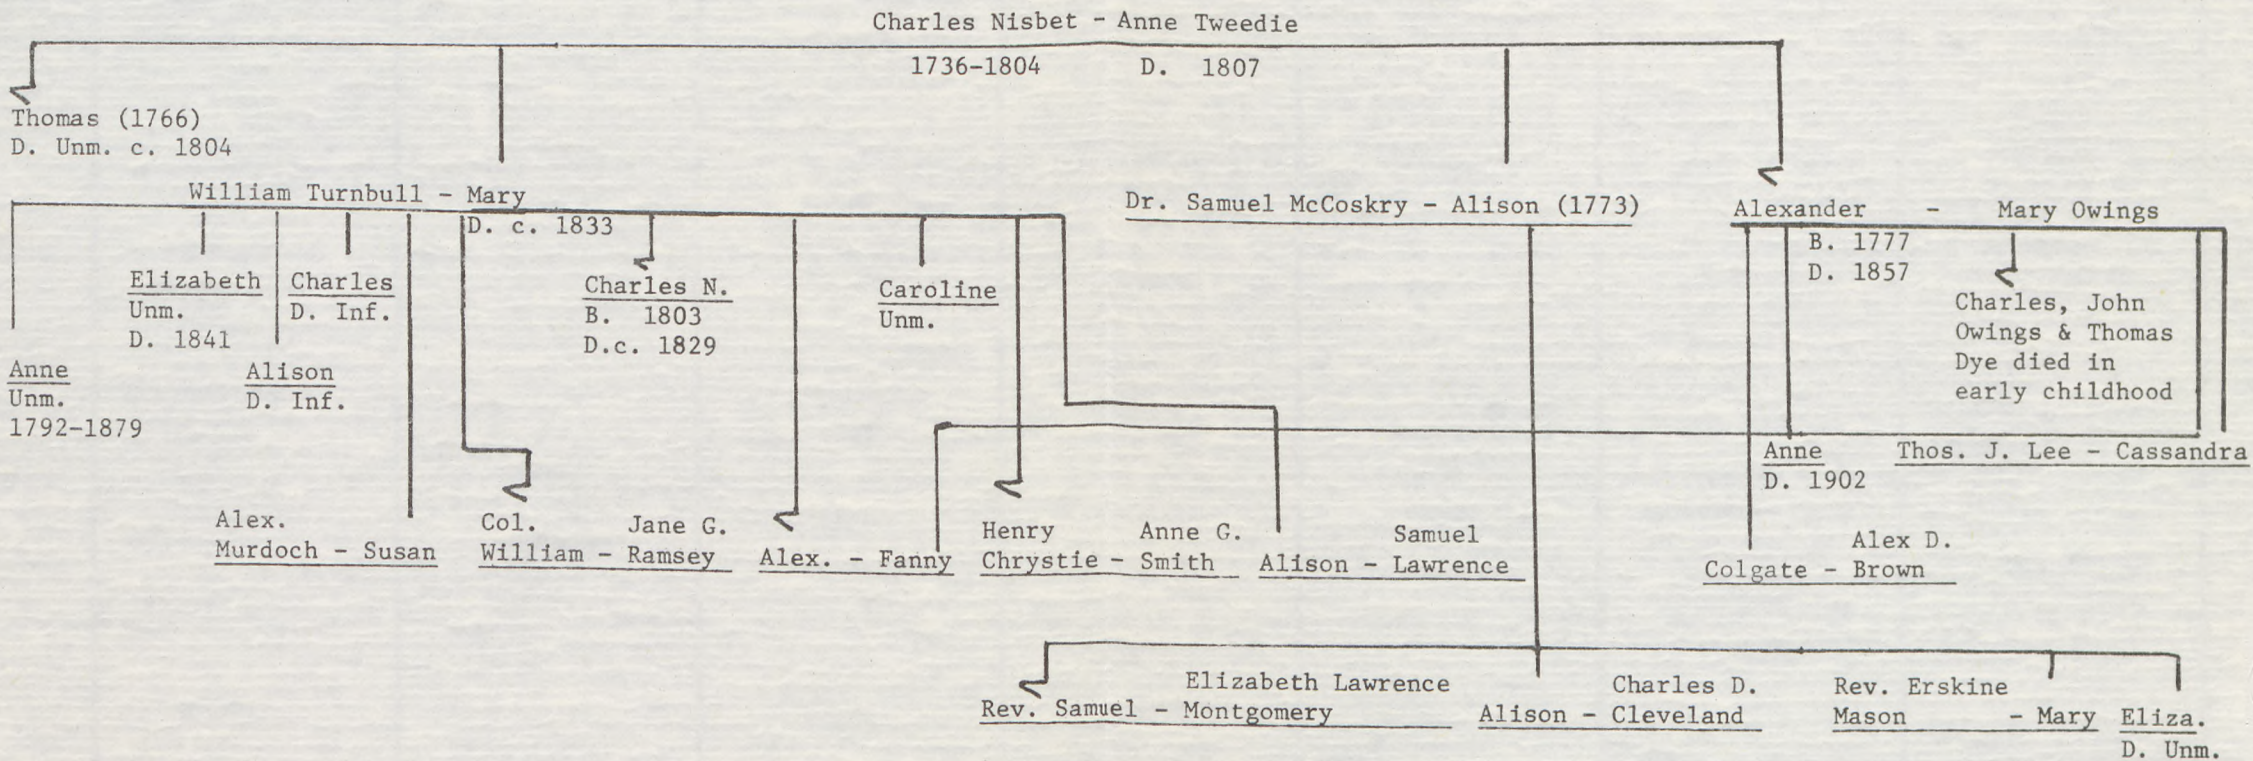 Charles Nisbet - Anne Tweedie
1736-1804 D. 1807
Thomas (1766)
D. Unm. c. 1804
William Turnbull - Mary
D. c. 1833
Dr. Samuel McCoskry - Alison (1773)
Alexander - Mary Owings
B. 1777
D. 1857
Elizabeth
Unm.
D. 1841
Charles
D. Inf.
Charles N.
B. 1803
D.c. 1829
Caroline
Unm.
Charles, John
Owings & Thomas
Dye died in
early childhood
Anne
Unm.
1792-1879
Alison
D. Inf.
Anne
D. 1902
Thos. J. Lee - Cassandra
Alex.
Murdoch - Susan
Col. Jane G.
William - Ramsey
Alex. - Fanny
Henry Anne G.
Chrystie - Smith
Samuel
Alison - Lawrence
Alex D.
Colgate - Brown
Elizabeth Lawrence
Rev. Samuel - Montgomery
Charles D.
Alison - Cleveland
Rev. Erskine
Mason - Mary
Eliza.
D. Unm.